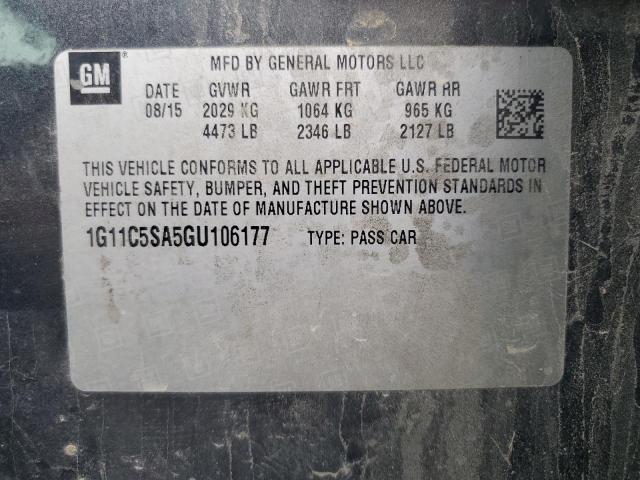 GM ®
MFD BY GENERAL MOTORS LLC
DATE GVWR GAWR FRT GAWR RR
08/15 2029 KG 1064 KG 965 KG
4473 LB 2346 LB 2127 LB
THIS VEHICLE CONFORMS TO ALL APPLICABLE U.S. FEDERAL MOTOR
VEHICLE SAFETY, BUMPER, AND THEFT PREVENTION STANDARDS IN
EFFECT ON THE DATE OF MANUFACTURE SHOWN ABOVE.
1G11C5SA5GU106177 TYPE: PASS CAR